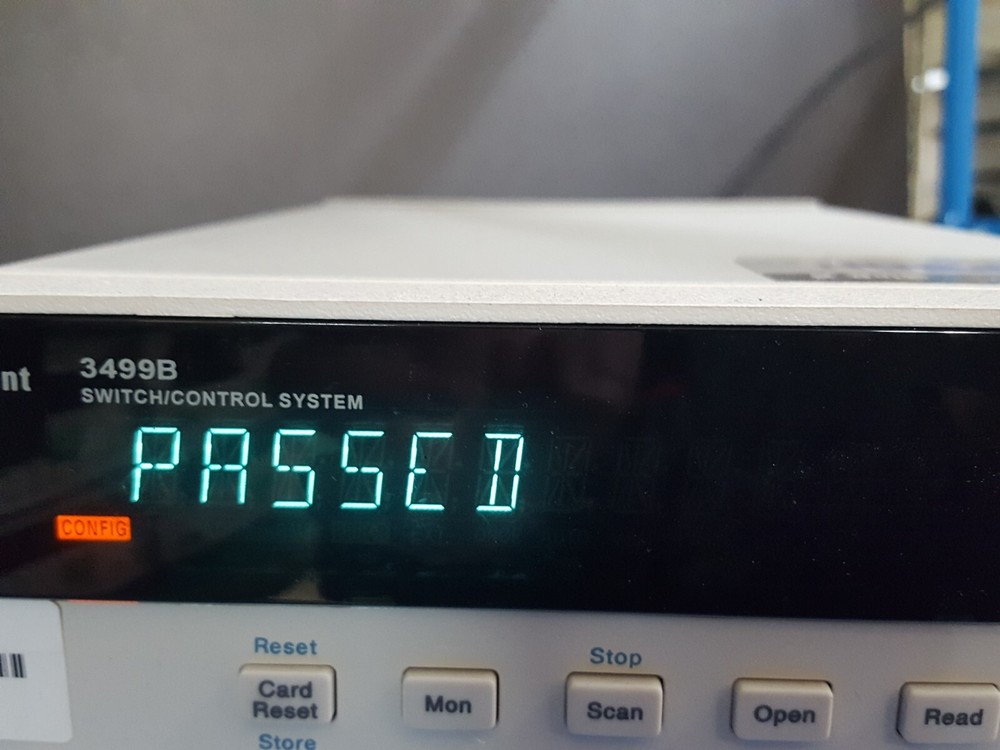 nt
3499B
SWITCH/CONTROL SYSTEM
PASSED
CONFIG
Reset
Stop
Card Reset
Mon
Scan
Open
Read
Store